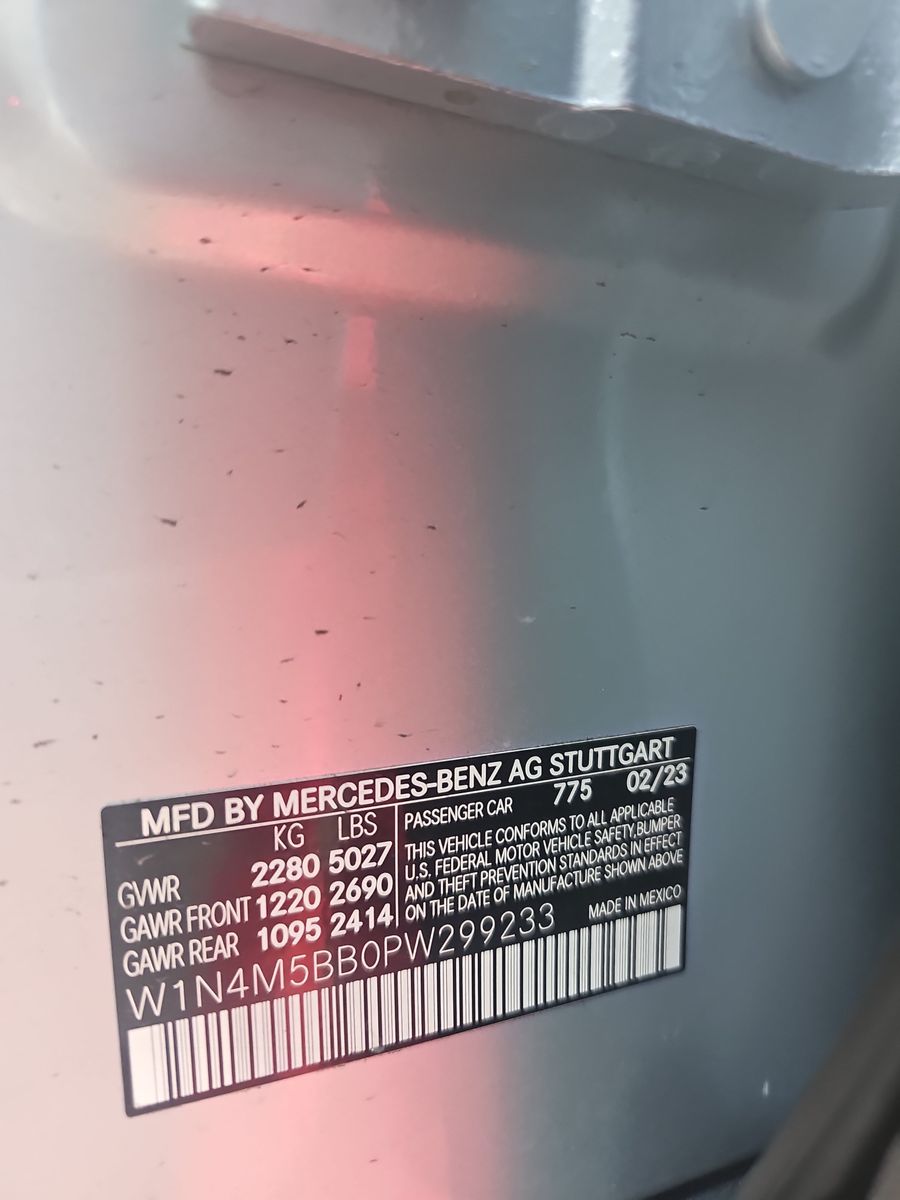 MFD BY MERCEDES-BENZ AG STUTTGART
KG LBS
GVWR 2280 5027
GAWR FRONT 1220 2690
GAWR REAR 1095 2414
PASSENGER CAR 775 02/23
THIS VEHICLE CONFORMS TO ALL APPLICABLE
U.S. FEDERAL MOTOR VEHICLE SAFETY,BUMPER
AND THEFT PREVENTION STANDARDS IN EFFECT
ON THE DATE OF MANUFACTURE SHOWN ABOVE
MADE IN MEXICO
W1N4M5BB0PW299233